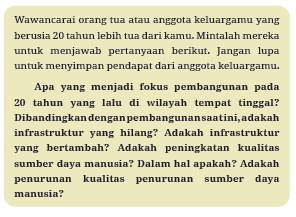 Wawancarai orang tua atau anggota keluargamu yang
berusia 20 tahun lebih tua dari kamu. Mintalah mereka
untuk menjawab pertanyaan berikut. Jangan lupa
untuk menyimpan pendapat dari anggota keluargamu.
Apa yang menjadi fokus pembangunan pada
20 tahun yang lalu di wilayah tempat tinggal?
Dibandingkan dengan pembangunan saat ini, adakah
infrastruktur yang hilang? Adakah infrastruktur
yang bertambah? Adakah peningkatan kualitas
sumber daya manusia? Dalam hal apakah? Adakah
penurunan kualitas penurunan sumber daya
manusia?